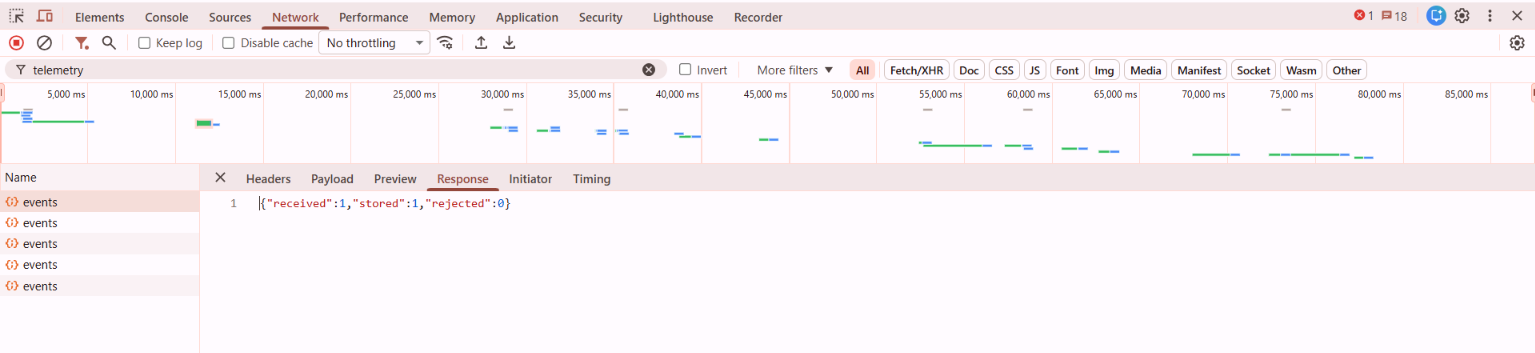 Elements Console Sources Network Performance Memory Application Security Lighthouse Recorder 1 18
Keep log Disable cache No throttling
telemetry Invert More filters All Fetch/XHR Doc CSS JS Font Img Media Manifest Socket Wasm Other
5,000 ms 10,000 ms 15,000 ms 20,000 ms 25,000 ms 30,000 ms 35,000 ms 40,000 ms 45,000 ms 50,000 ms 55,000 ms 60,000 ms 65,000 ms 70,000 ms 75,000 ms 80,000 ms 85,000 ms
Name Headers Payload Preview Response Initiator Timing
events 1 {"received":1,"stored":1,"rejected":0}
events
events
events
events